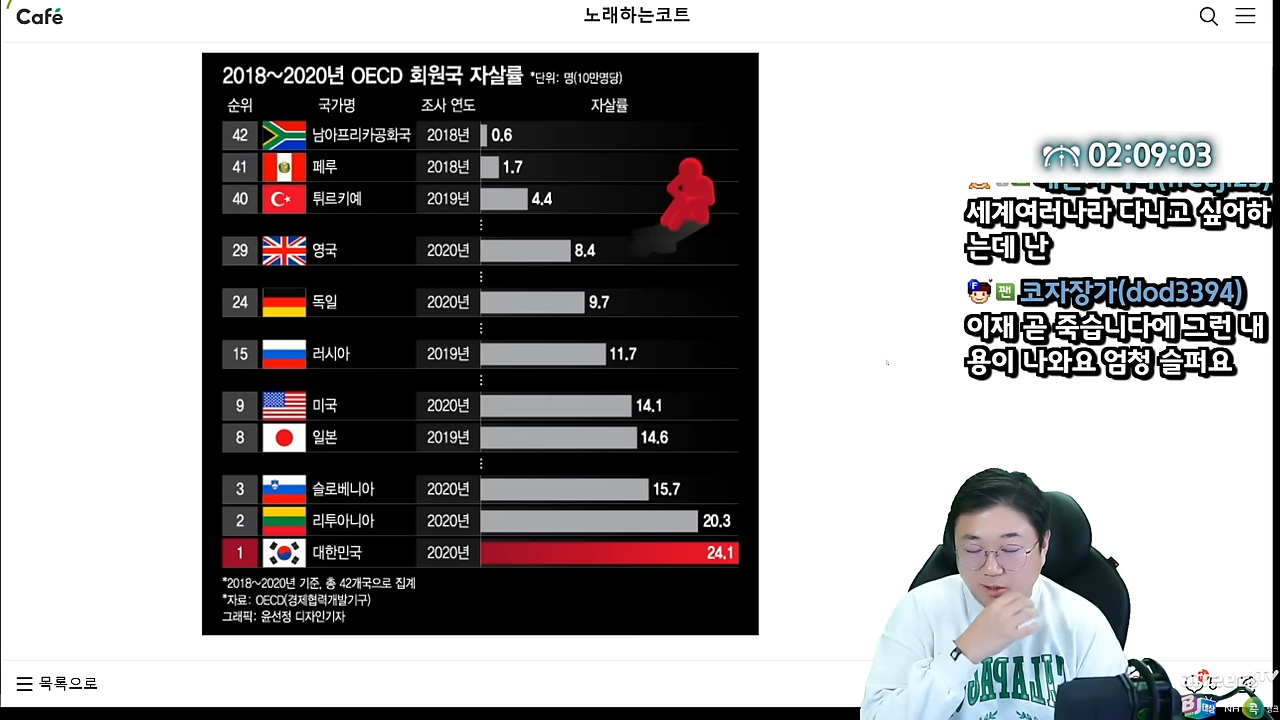 Café
노래하는코트
2018~2020년 OECD 회원국 자살률 *단위: 명(10만명당)
순위 국가명 조사 연도 자살률
42 남아프리카공화국 2018년 0.6
41 페루 2018년 1.7
40 튀르키예 2019년 4.4
29 영국 2020년 8.4
24 독일 2020년 9.7
15 러시아 2019년 11.7
9 미국 2020년 14.1
8 일본 2019년 14.6
3 슬로베니아 2020년 15.7
2 리투아니아 2020년 20.3
1 대한민국 2020년 24.1
*2018~2020년 기준, 총 42개국으로 집계
*자료: OECD(경제협력개발기구)
그래픽: 윤선정 디자인기자
목록으로
02:09:03
세계여러나라 다니고 싶어하
는데 난
F 팬 코자장가(dod3394)
이재 곧 죽습니다에 그런 내
용이 나와요 엄청 슬퍼요
TV
BJ 대상